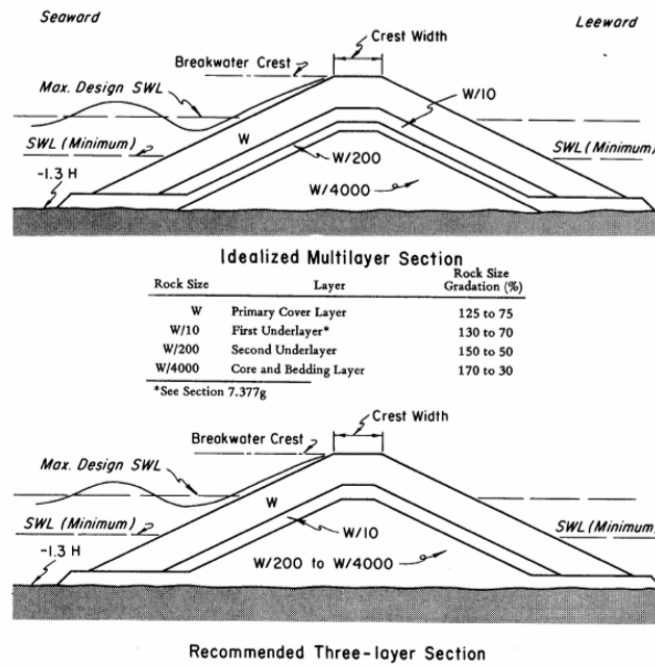 Seaward
Leeward
Crest Width
Breakwater Crest
Max. Design SWL
W/10
SWL (Minimum)
W
SWL (Minimum)
W/200
-1.3 H
W/4000
Idealized Multilayer Section
Rock Size Layer Rock Size Gradation (%)
W Primary Cover Layer 125 to 75
W/10 First Underlayer* 130 to 70
W/200 Second Underlayer 150 to 50
W/4000 Core and Bedding Layer 170 to 30
*See Section 7.377g
Crest Width
Breakwater Crest
Max. Design SWL
W
SWL (Minimum)
W/10
SWL (Minimum)
-1.3 H
W/200 to W/4000
Recommended Three-layer Section